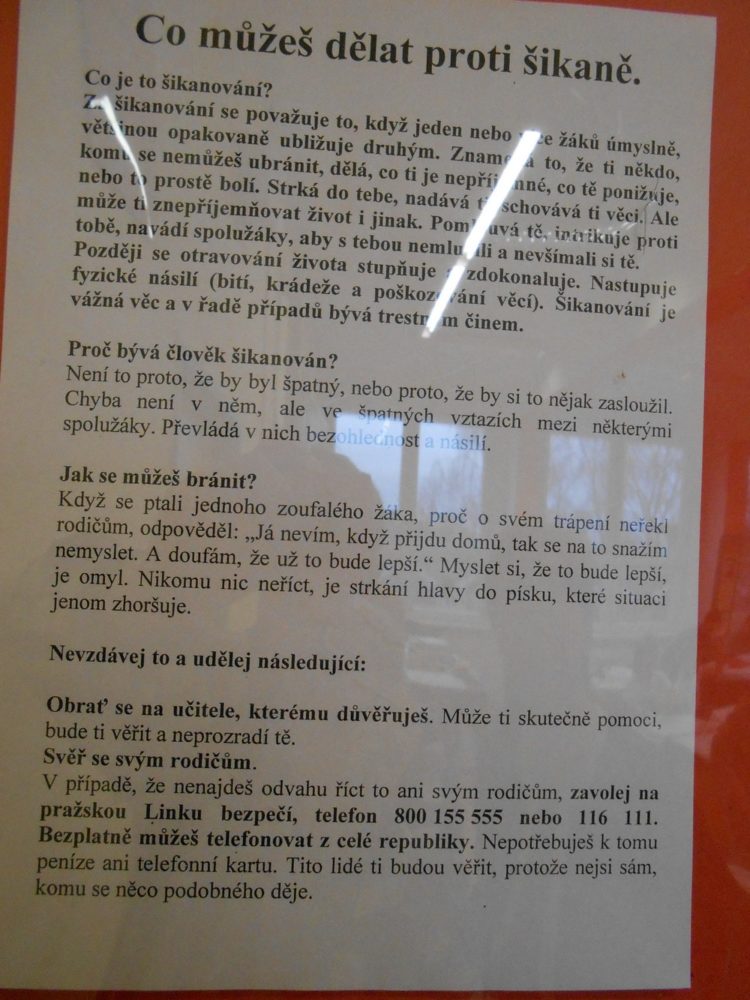 Co můžeš dělat proti šikaně.
Co je to šikanování?
Za šikanování se považuje to, když jeden nebo více žáků úmyslně,
většinou opakovaně ubližuje druhým. Znamená to, že ti někdo,
komu se nemůžeš ubránit, dělá, co ti je nepříjemné, co tě ponižuje,
nebo to prostě bolí. Strká do tebe, nadává ti, schovává ti věci. Ale
může ti znepříjemňovat život i jinak. Pomlouvá tě, intrikuje proti
tobě, navádí spolužáky, aby s tebou nemluvili a nevšímali si tě.
Později se otravování života stupňuje a zdokonaluje. Nastupuje
fyzické násilí (bití, krádeže a poškozování věcí). Šikanování je
vážná věc a v řadě případů bývá trestným činem.
Proč bývá člověk šikanován?
Není to proto, že by byl špatný, nebo proto, že by si to nějak zasloužil.
Chyba není v něm, ale ve špatných vztazích mezi některými
spolužáky. Převládá v nich bezohlednost a násilí.
Jak se můžeš bránit?
Když se ptali jednoho zoufalého žáka, proč o svém trápení neřekl
rodičům, odpověděl: „Já nevím, když přijdu domů, tak se na to snažím
nemyslet. A doufám, že už to bude lepší.“ Myslet si, že to bude lepší,
je omyl. Nikomu nic neříct, je strkání hlavy do písku, které situaci
jenom zhoršuje.
Nevzdávej to a udělej následující:
Obrať se na učitele, kterému důvěřuješ. Může ti skutečně pomoci,
bude ti věřit a neprozradí tě.
Svěř se svým rodičům.
V případě, že nenajdeš odvahu říct to ani svým rodičům, zavolej na
pražskou Linku bezpečí, telefon 800 155 555 nebo 116 111.
Bezplatně můžeš telefonovat z celé republiky. Nepotřebuješ k tomu
peníze ani telefonní kartu. Tito lidé ti budou věřit, protože nejsi sám,
komu se něco podobného děje.